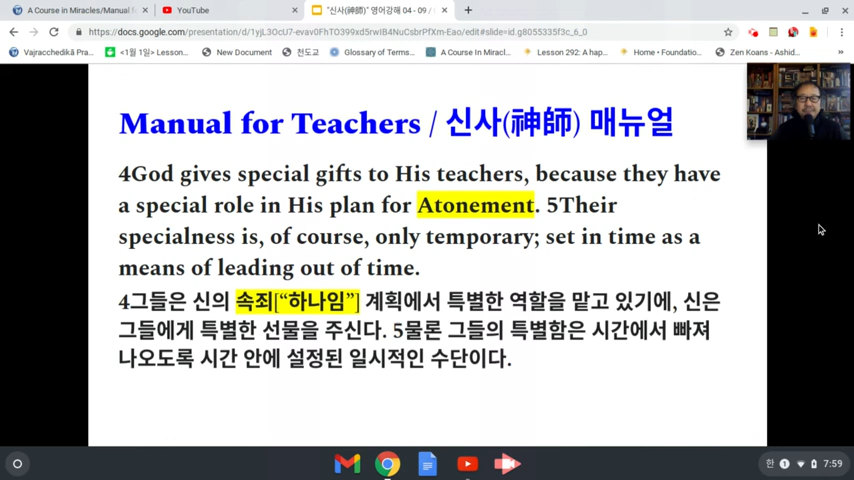 A Course in Miracles/Manual f
YouTube
"신사(神師)" 영어강해 04 - 09 / 
https://docs.google.com/presentation/d/1yjL3OcU7-evav0FhTO399xd5rwIB4NuCsbrPfXm-Eao/edit#slide=id.g8055335f3c_6_0
Vajracchedikā Pra...
<1월 1일> Lesson...
New Document
천도교
Glossary of Terms...
A Course In Miracl...
Lesson 292: A hap...
Home • Foundatio...
Zen Koans - Ashid...
»
Manual for Teachers / 신사(神師) 매뉴얼
4God gives special gifts to His teachers, because they have
a special role in His plan for Atonement. 5Their
specialness is, of course, only temporary; set in time as a
means of leading out of time.
4그들은 신의 속죄[“하나임”] 계획에서 특별한 역할을 맡고 있기에, 신은
그들에게 특별한 선물을 주신다. 5물론 그들의 특별함은 시간에서 빠져
나오도록 시간 안에 설정된 일시적인 수단이다.
한 1 7:59